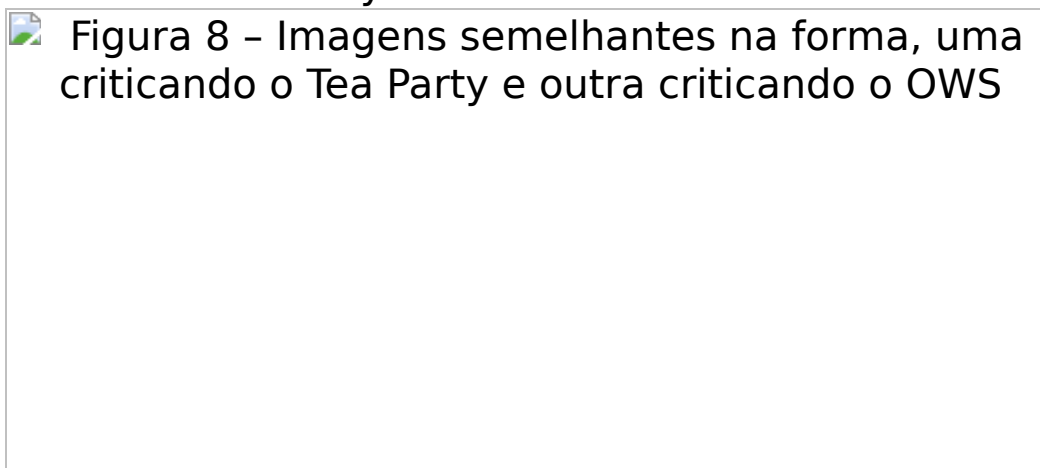 Figura 8 – Imagens semelhantes na forma, uma
criticando o Tea Party e outra criticando o OWS